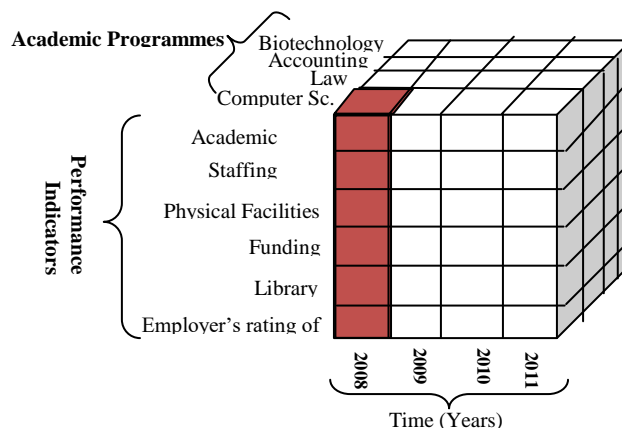 Academic Programmes
Biotechnology
Accounting
Law
Computer Sc.
Performance
Indicators
Academic
Staffing
Physical Facilities
Funding
Library
Employer's rating of
2008
2009
2010
2011
Time (Years)